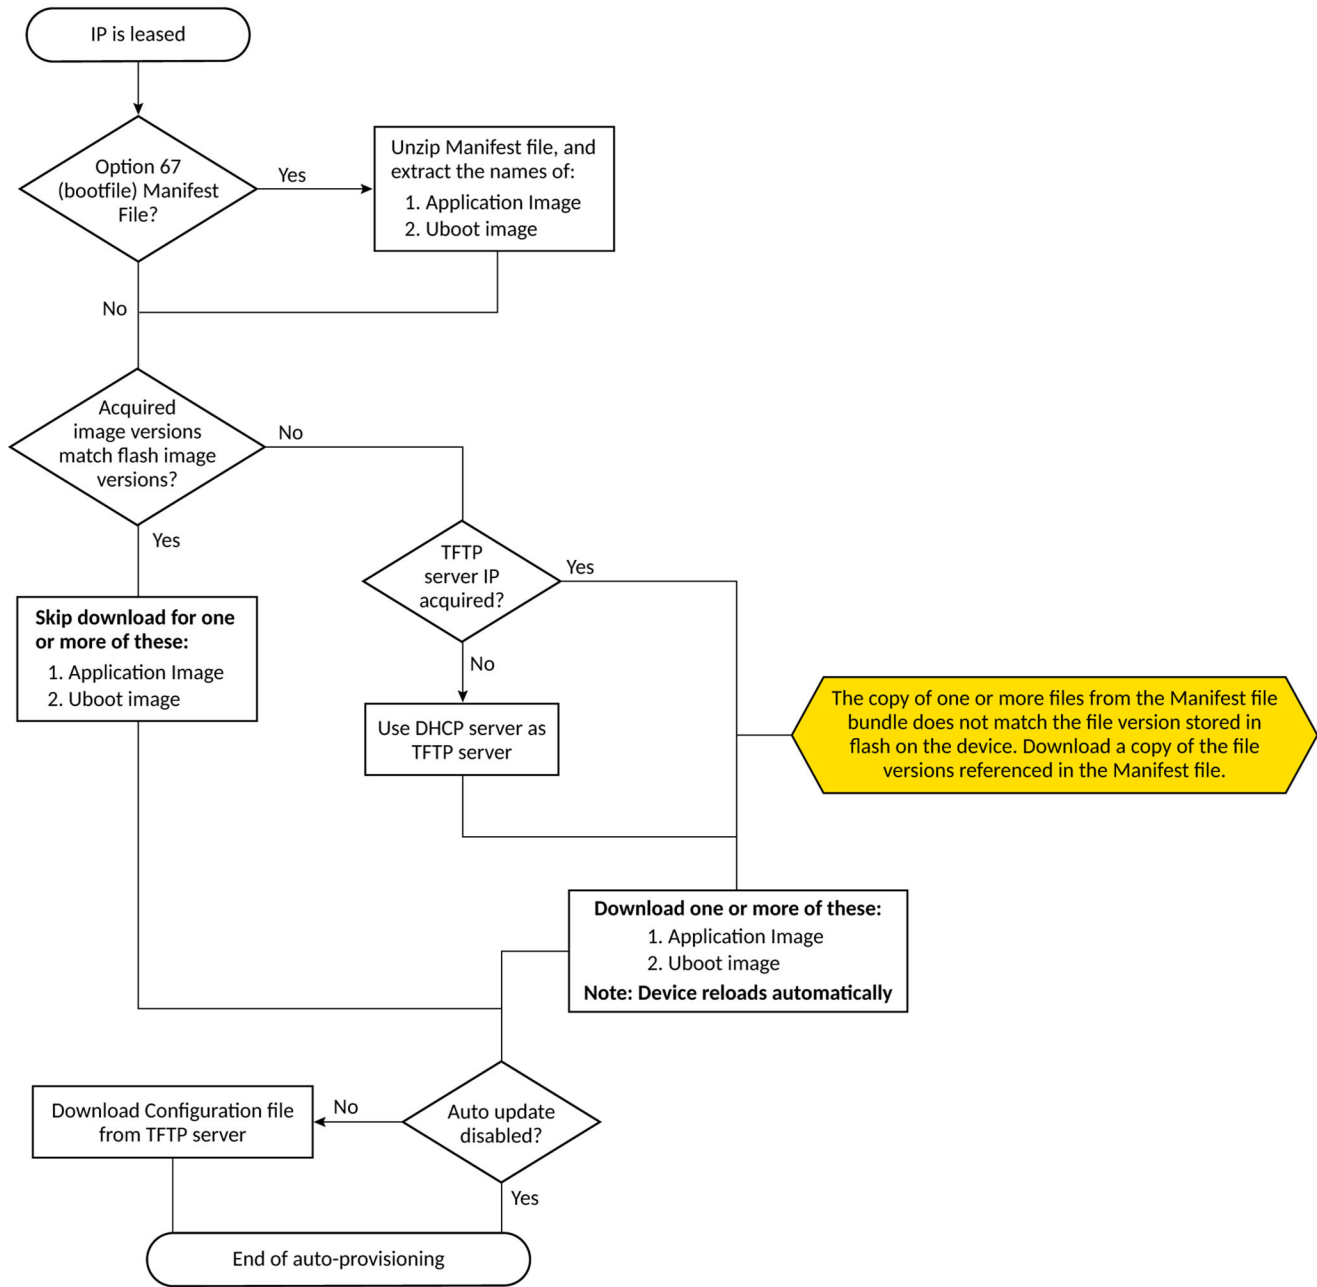 IP is leased
Option 67
(bootfile) Manifest
File?
Yes
Unzip Manifest file, and
extract the names of:
1. Application Image
2. Uboot image
No
Acquired
image versions
match flash image
versions?
No
Yes
TFTP
server IP
acquired?
Yes
No
Skip download for one
or more of these:
1. Application Image
2. Uboot image
Use DHCP server as
TFTP server
The copy of one or more files from the Manifest file
bundle does not match the file version stored in
flash on the device. Download a copy of the file
versions referenced in the Manifest file.
Download one or more of these:
1. Application Image
2. Uboot image
Note: Device reloads automatically
Auto update
disabled?
No
Download Configuration file
from TFTP server
Yes
End of auto-provisioning